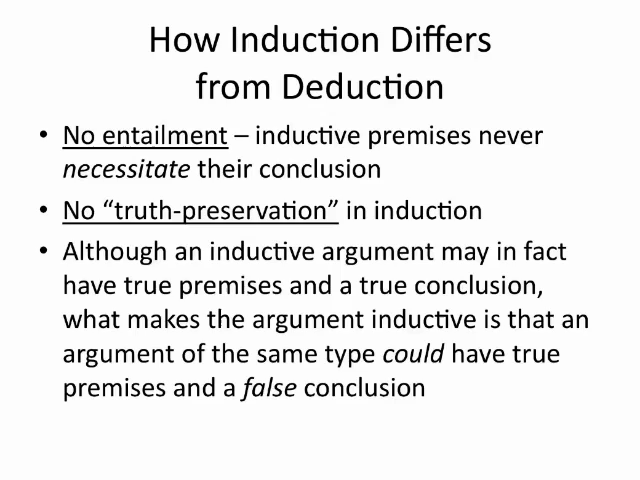 How Induction Differs
from Deduction
• No entailment – inductive premises never
necessitate their conclusion
• No “truth-preservation” in induction
• Although an inductive argument may in fact
have true premises and a true conclusion,
what makes the argument inductive is that an
argument of the same type could have true
premises and a false conclusion